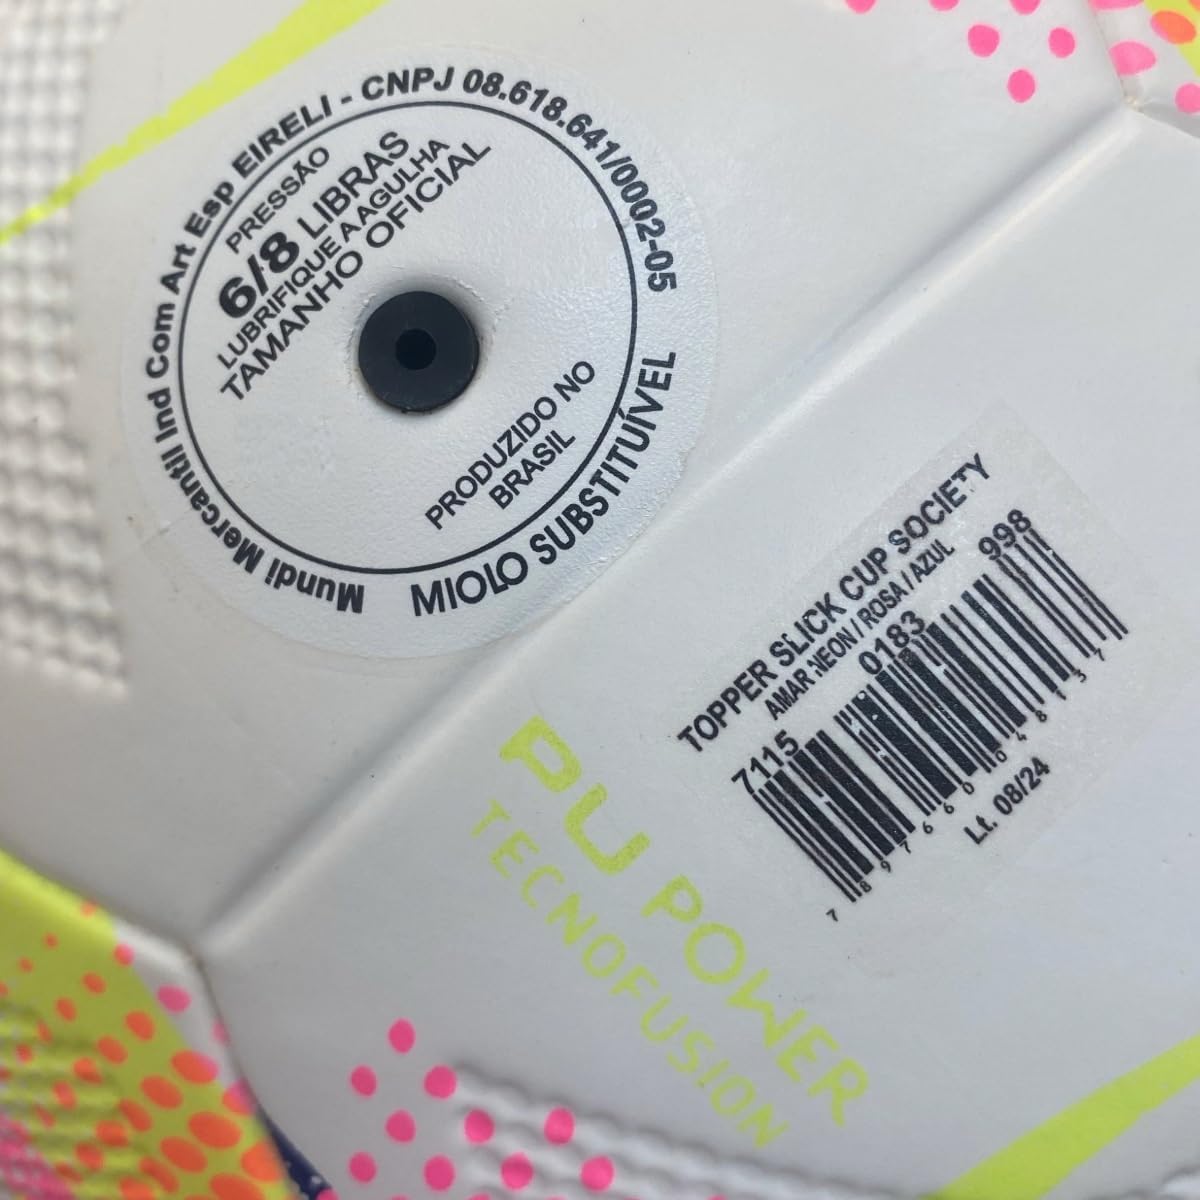 Mundi Mercantil Ind Com Art Esp EIRELI - CNPJ 08.618.641/0002-05
PRESSÃO
6/8 LIBRAS
LUBRIFIQUE A AGULHA
TAMANHO OFICIAL
PRODUZIDO NO
BRASIL
MIOLO SUBSTITUÍVEL
TOPPER SLICK CUP SOCIETY
AMAR NEON / ROSA / AZUL
7115 0183 998
7 897660 048137
Lt. 08/24
PU POWER
TECNOFUSION